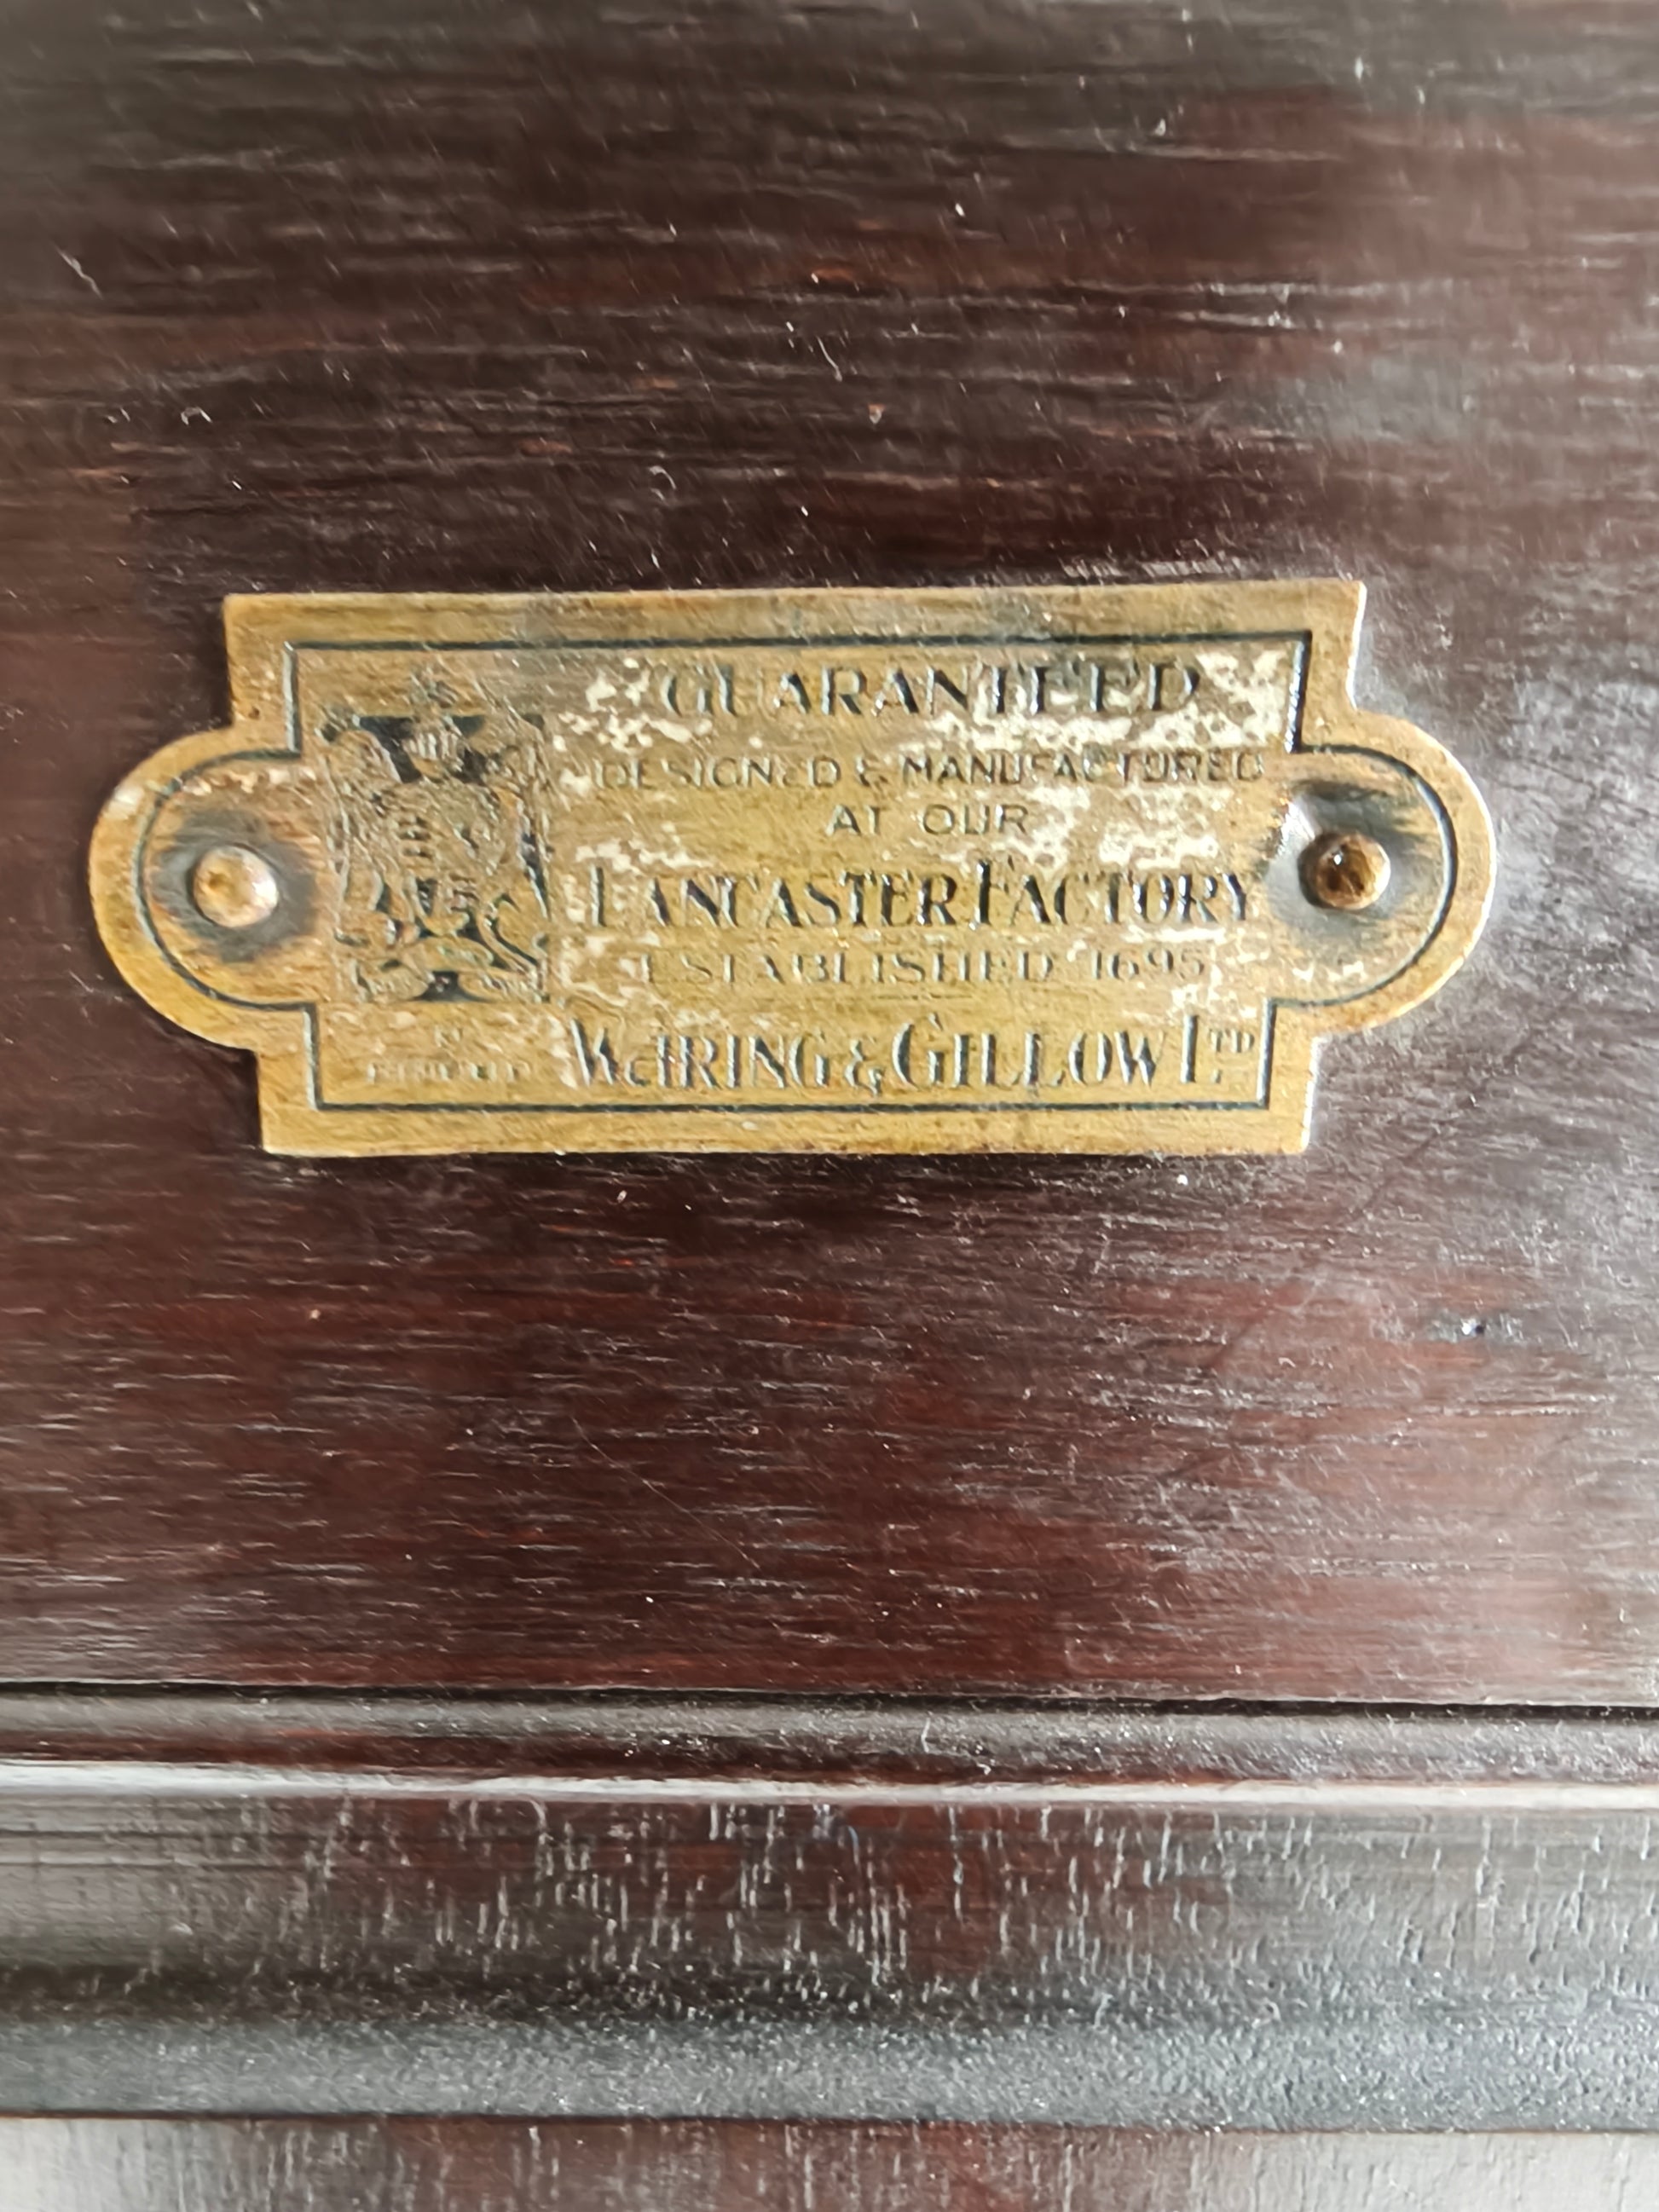 GUARANTEED
DESIGNED & MANUFACTURED
AT OUR
LANCASTER FACTORY
ESTABLISHED 1695
WARING & GILLOW LTD